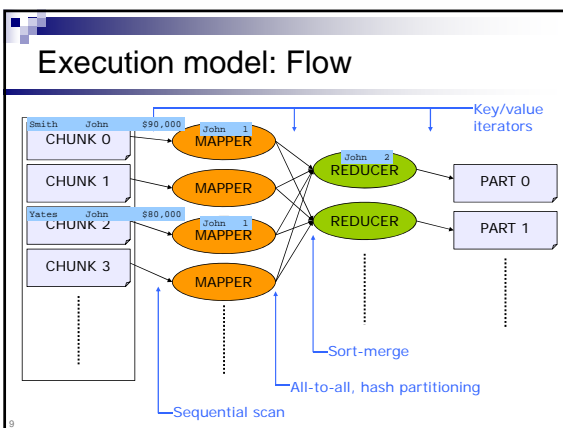 Execution model: Flow
Key/value
iterators
Smith John $90,000
CHUNK 0
John 1
MAPPER
John 2
REDUCER
PART 0
CHUNK 1
MAPPER
Yates John $80,000
CHUNK 2
John 1
MAPPER
REDUCER
PART 1
CHUNK 3
MAPPER
Sort-merge
All-to-all, hash partitioning
Sequential scan
9